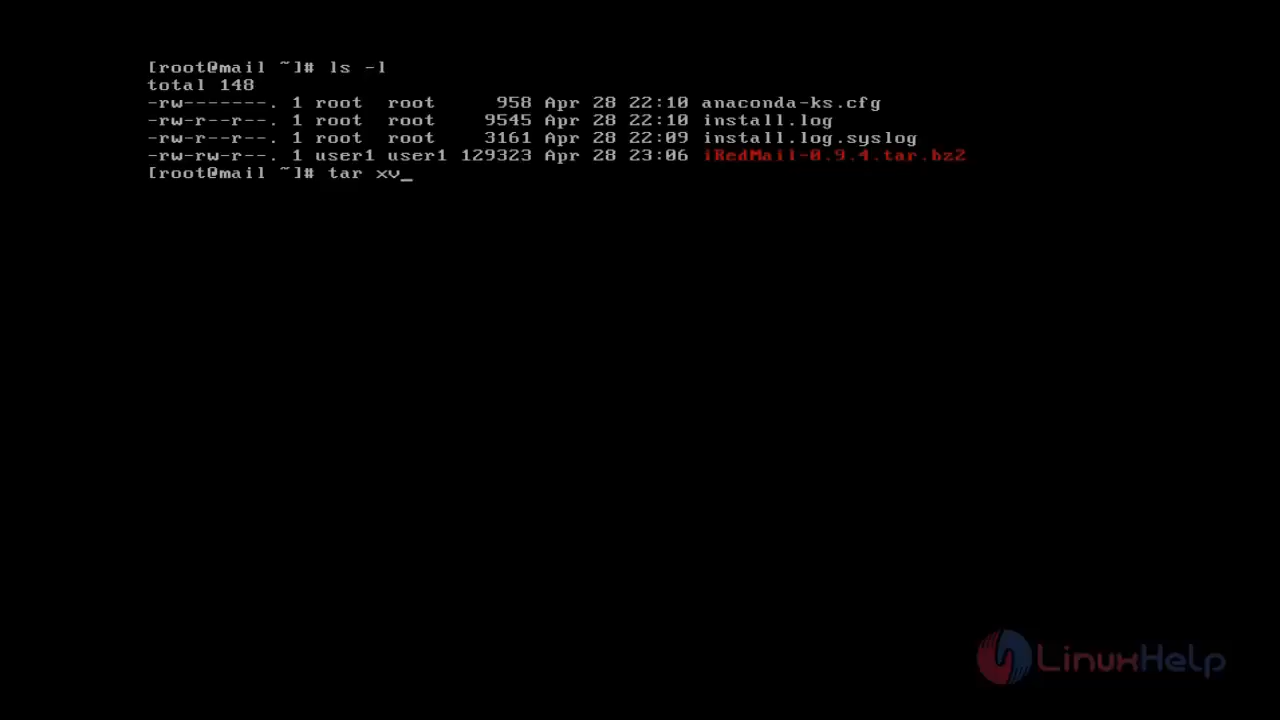 [root@mail ~]# ls -l
total 148
-rw-------. 1 root  root     958 Apr 28 22:10 anaconda-ks.cfg
-rw-r--r--. 1 root  root    9545 Apr 28 22:10 install.log
-rw-r--r--. 1 root  root    3161 Apr 28 22:09 install.log.syslog
-rw-rw-r--. 1 user1 user1 129323 Apr 28 23:06 iRedMail-0.9.4.tar.bz2
[root@mail ~]# tar xv_
LinuxHelp